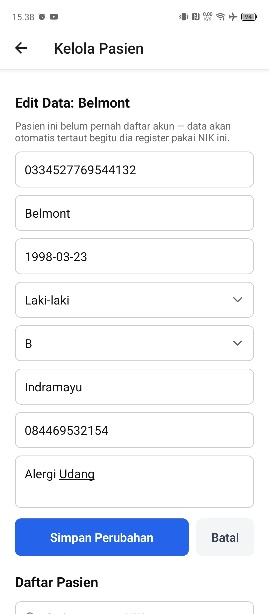 15.38
Kelola Pasien
Edit Data: Belmont
Pasien ini belum pernah daftar akun — data akan
otomatis tertaut begitu dia register pakai NIK ini.
0334527769544132
Belmont
1998-03-23
Laki-laki
B
Indramayu
084469532154
Alergi Udang
Simpan Perubahan
Batal
Daftar Pasien